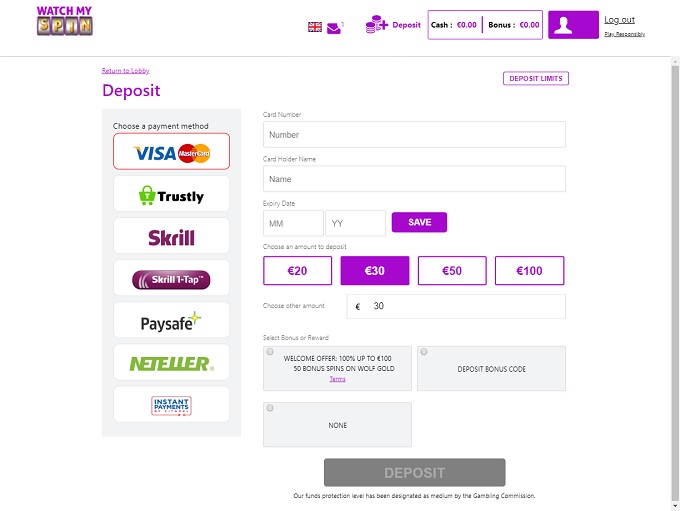 WATCH MY
SPIN
1
Deposit
Cash : €0.00
Bonus : €0.00
Log out
Play Responsibly
Return to Lobby
Deposit
DEPOSIT LIMITS
Choose a payment method
VISA MasterCard
Trustly
Skrill
Skrill 1-Tap™
Paysafe
NETELLER®
INSTANT
PAYMENTS
BY CITADEL
Card Number
Number
Card Holder Name
Name
Expiry Date
MM
YY
SAVE
Choose an amount to deposit
€20
€30
€50
€100
Choose other amount
€ 30
Select Bonus or Reward
WELCOME OFFER: 100% UP TO €100
50 BONUS SPINS ON WOLF GOLD
Terms
DEPOSIT BONUS CODE
NONE
DEPOSIT
Our funds protection level has been designated as medium by the Gambling Commission.